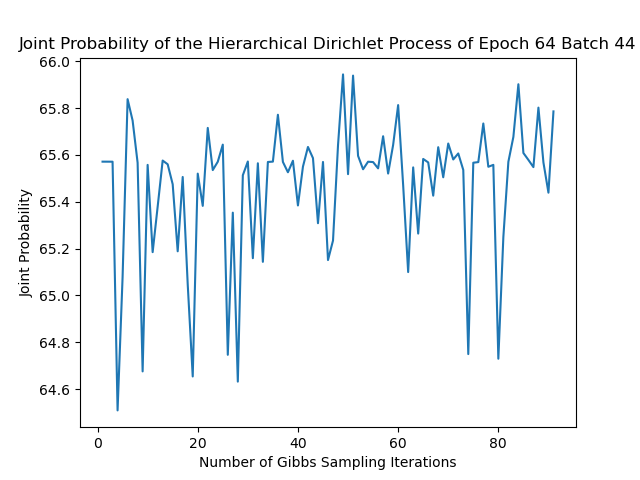 Joint Probability of the Hierarchical Dirichlet Process of Epoch 64 Batch 44
66.0
65.8
65.6
65.4
65.2
65.0
64.8
64.6
Joint Probability
0 20 40 60 80
Number of Gibbs Sampling Iterations